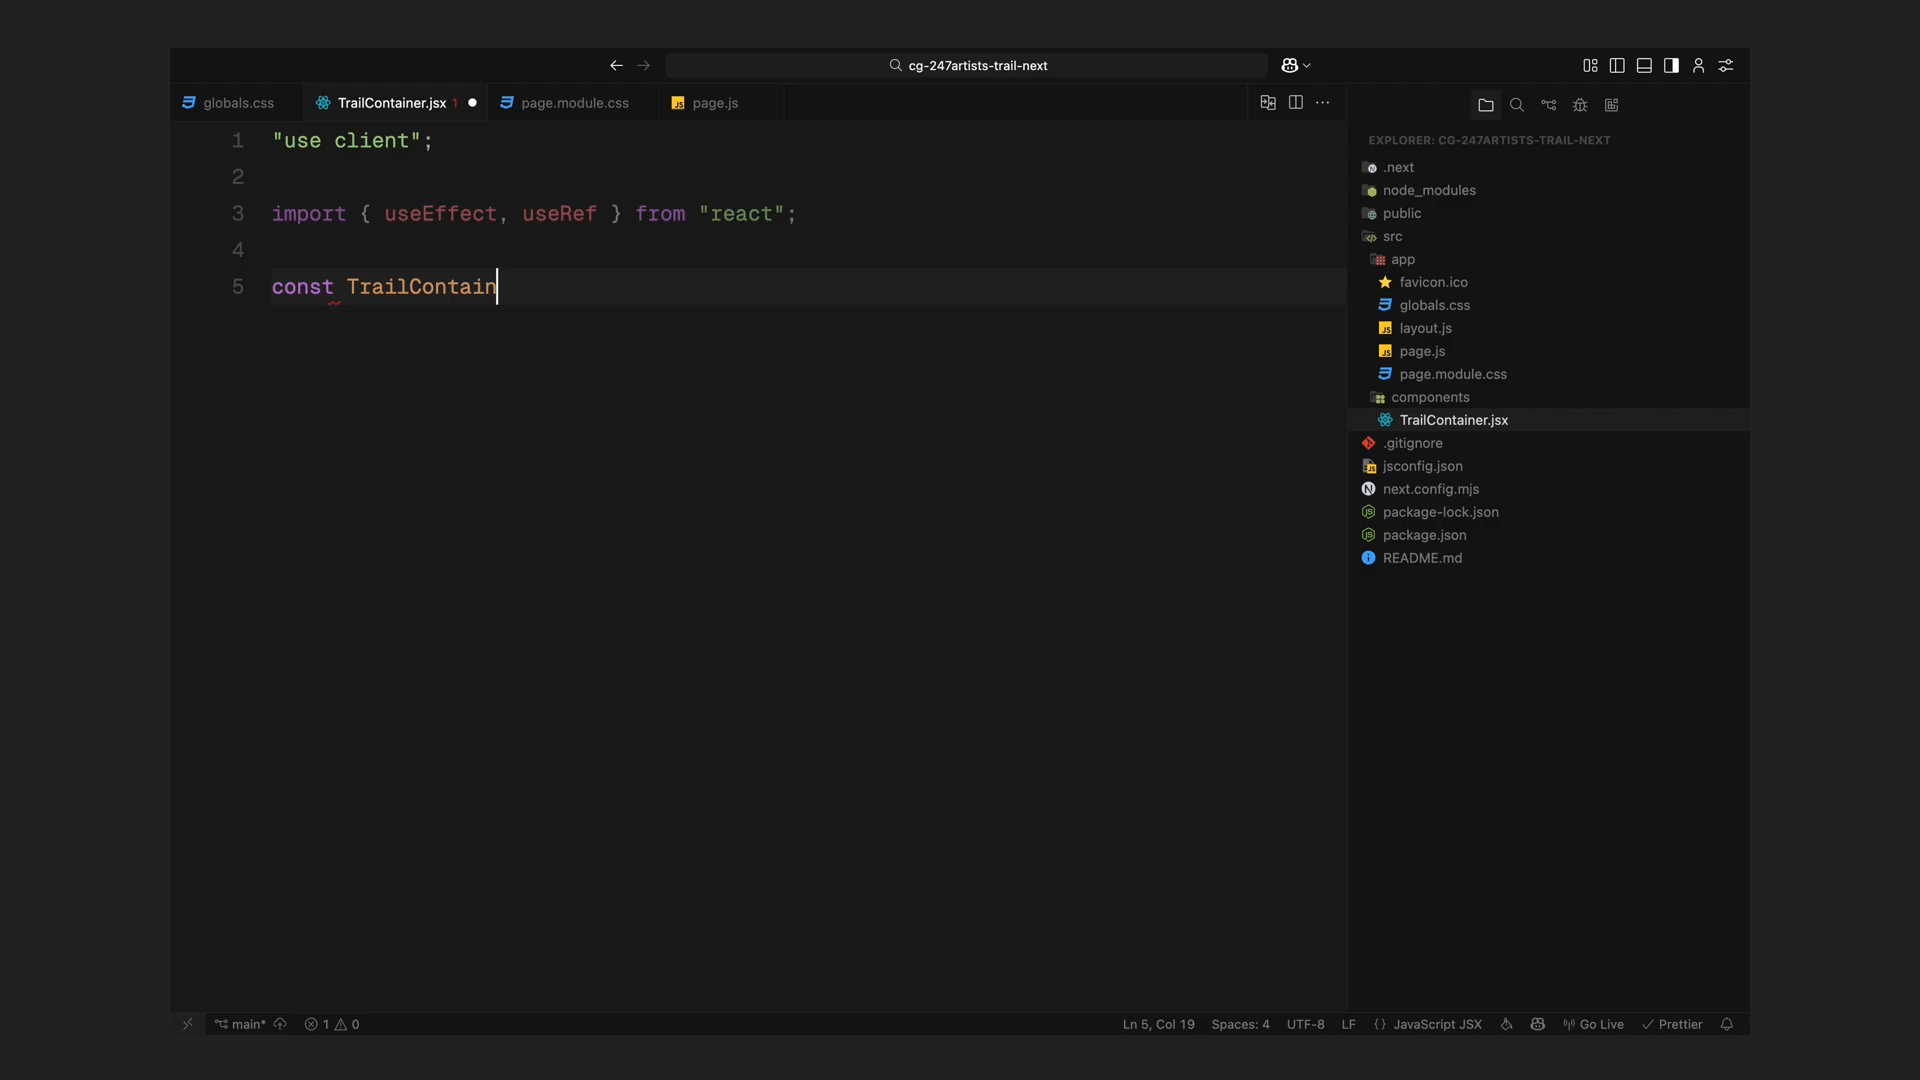 cg-247artists-trail-next
globals.css
TrailContainer.jsx 1
page.module.css
page.js
1 "use client";
2
3 import { useEffect, useRef } from "react";
4
5 const TrailContain
EXPLORER: CG-247ARTISTS-TRAIL-NEXT
.next
node_modules
public
src
app
favicon.ico
globals.css
layout.js
page.js
page.module.css
components
TrailContainer.jsx
.gitignore
jsconfig.json
next.config.mjs
package-lock.json
package.json
README.md
main* 1 0 Ln 5, Col 19 Spaces: 4 UTF-8 LF {} JavaScript JSX Go Live Prettier